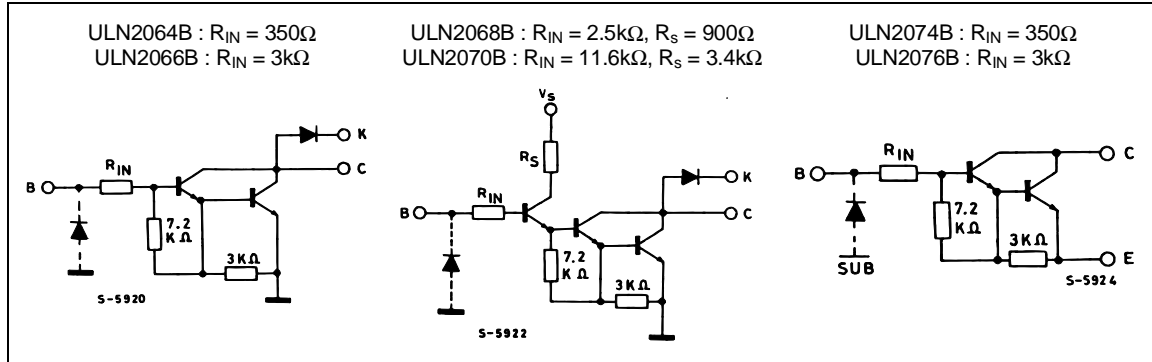 ULN2064B : R_IN = 350Ω
ULN2066B : R_IN = 3kΩ
K
C
R_IN
B
7.2
KΩ
3KΩ
S-5920
ULN2068B : R_IN = 2.5kΩ, R_s = 900Ω
ULN2070B : R_IN = 11.6kΩ, R_s = 3.4kΩ
V_S
R_S
K
R_IN
B
C
7.2
KΩ
3KΩ
S-5922
ULN2074B : R_IN = 350Ω
ULN2076B : R_IN = 3kΩ
R_IN
C
B
7.2
KΩ
3KΩ
E
SUB
S-5924